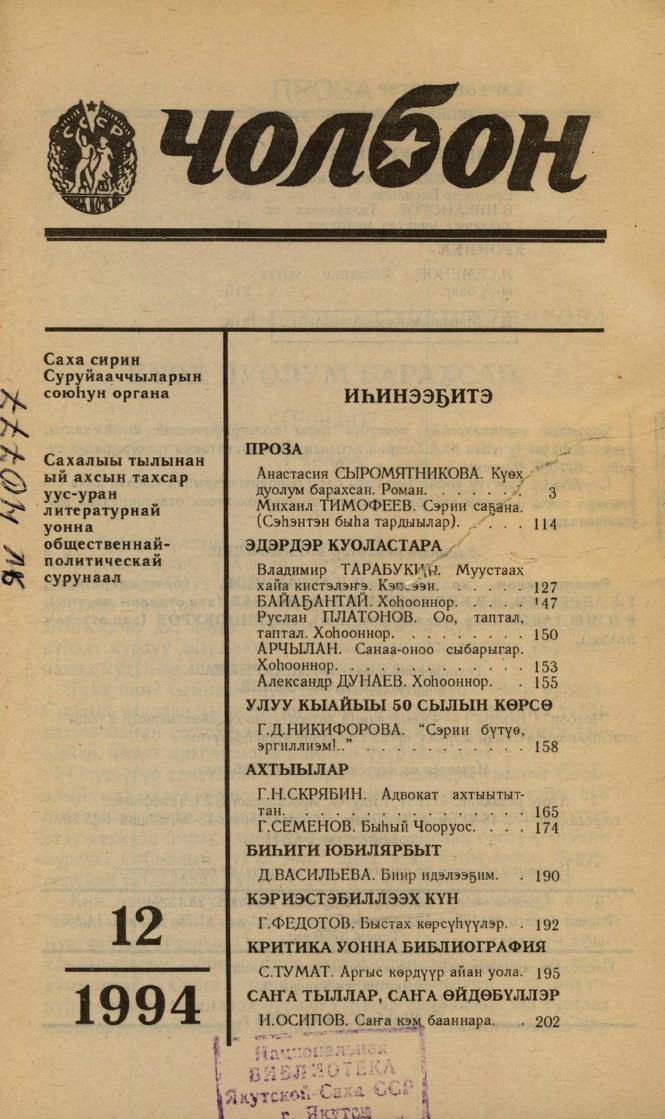 СССР
ЧОЛБОН
Саха сирин
Суруйааччыларын
союһун органа
Сахалыы тылынан
ый ахсын тахсар
уус-уран
литературнай
уонна
общественнай-
политическай
сурунаал
12
1994
ИҺИНЭЭҔИТЭ
ПРОЗА
Анастасия СЫРОМЯТНИКОВА. Күөх
дуолум барахсан. Роман. . . . . . . 3
Михаил ТИМОФЕЕВ. Сэрии саҕана.
(Сэһэнтэн быһа тардыылар). . . . . 114
ЭДЭРДЭР КУОЛАСТАРА
Владимир ТАРАБУКИН. Муустаах
хайа кистэлэҥэ. Кэпсээн. . . . . . 127
БАЙАҔАНТАЙ. Хоһооннор. . . . . 147
Руслан ПЛАТОНОВ. Оо, таптал,
таптал. Хоһооннор. . . . . . . . . 150
АРЧЫЛАН. Санаа-оноо сыбарыгар.
Хоһооннор. . . . . . . . . . . . . 153
Александр ДУНАЕВ. Хоһооннор. . 155
УЛУУ КЫАЙЫЫ 50 СЫЛЫН КӨРСӨ
Г.Д.НИКИФОРОВА. “Сэрии бүтүө,
эргиллиэм!..” . . . . . . . . . . . 158
АХТЫЫЛАР
Г.Н.СКРЯБИН. Адвокат ахтыытыт-
тан. . . . . . . . . . . . . . . . 165
Г.СЕМЕНОВ. Быһый Чооруос. . . . 174
БИҺИГИ ЮБИЛЯРБЫТ
Д.ВАСИЛЬЕВА. Биир идэлээҕим. . 190
КЭРИЭСТЭБИЛЛЭЭХ КҮН
Г.ФЕДОТОВ. Быстах көрсүһүүлэр. . 192
КРИТИКА УОННА БИБЛИОГРАФИЯ
С.ТУМАТ. Аргыс көрдүүр айан уола. 195
САҤА ТЫЛЛАР, САҤА ӨЙДӨБҮЛЛЭР
И.ОСИПОВ. Саҥа кэм бааннара. . 202
Национальная
БИБЛИОТЕКА
Якутской-Саха ССР
г. Якутск